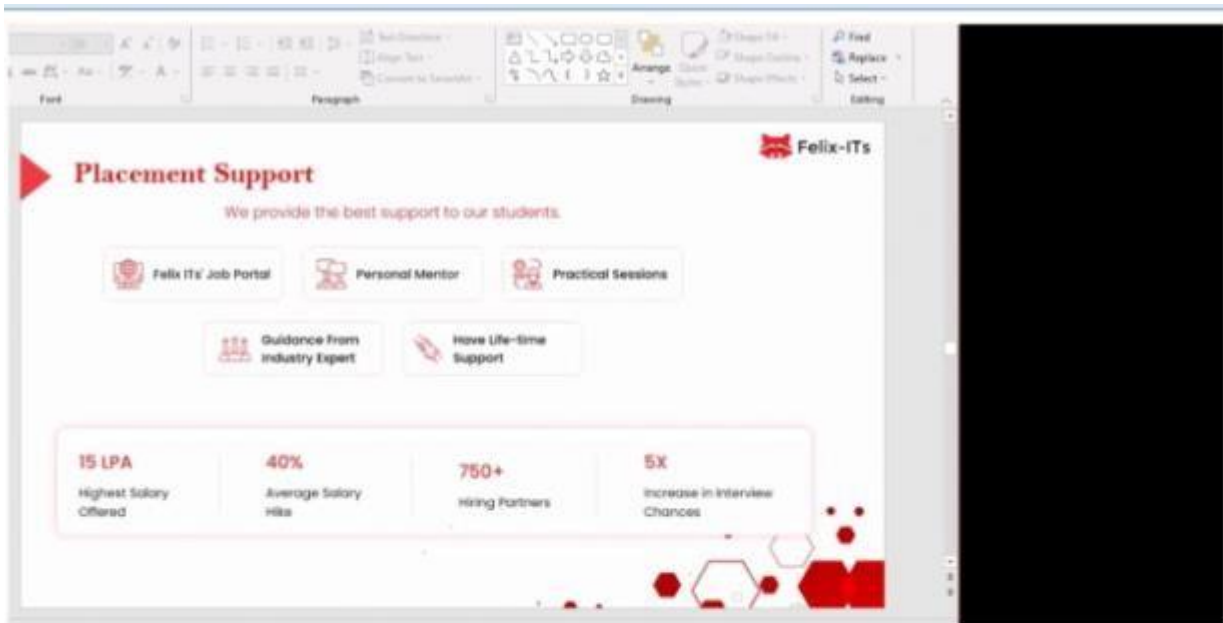 Find
Replace
Select
Arrange
Font
Paragraph
Drawing
Editing
Felix-ITs
Placement Support
We provide the best support to our students.
Felix ITs' Job Portal
Personal Mentor
Practical Sessions
Guidance From
Industry Expert
Have Life-time
Support
15 LPA
40%
750+
5X
Highest Salary
Offered
Average Salary
Hike
Hiring Partners
Increase in Interview
Chances